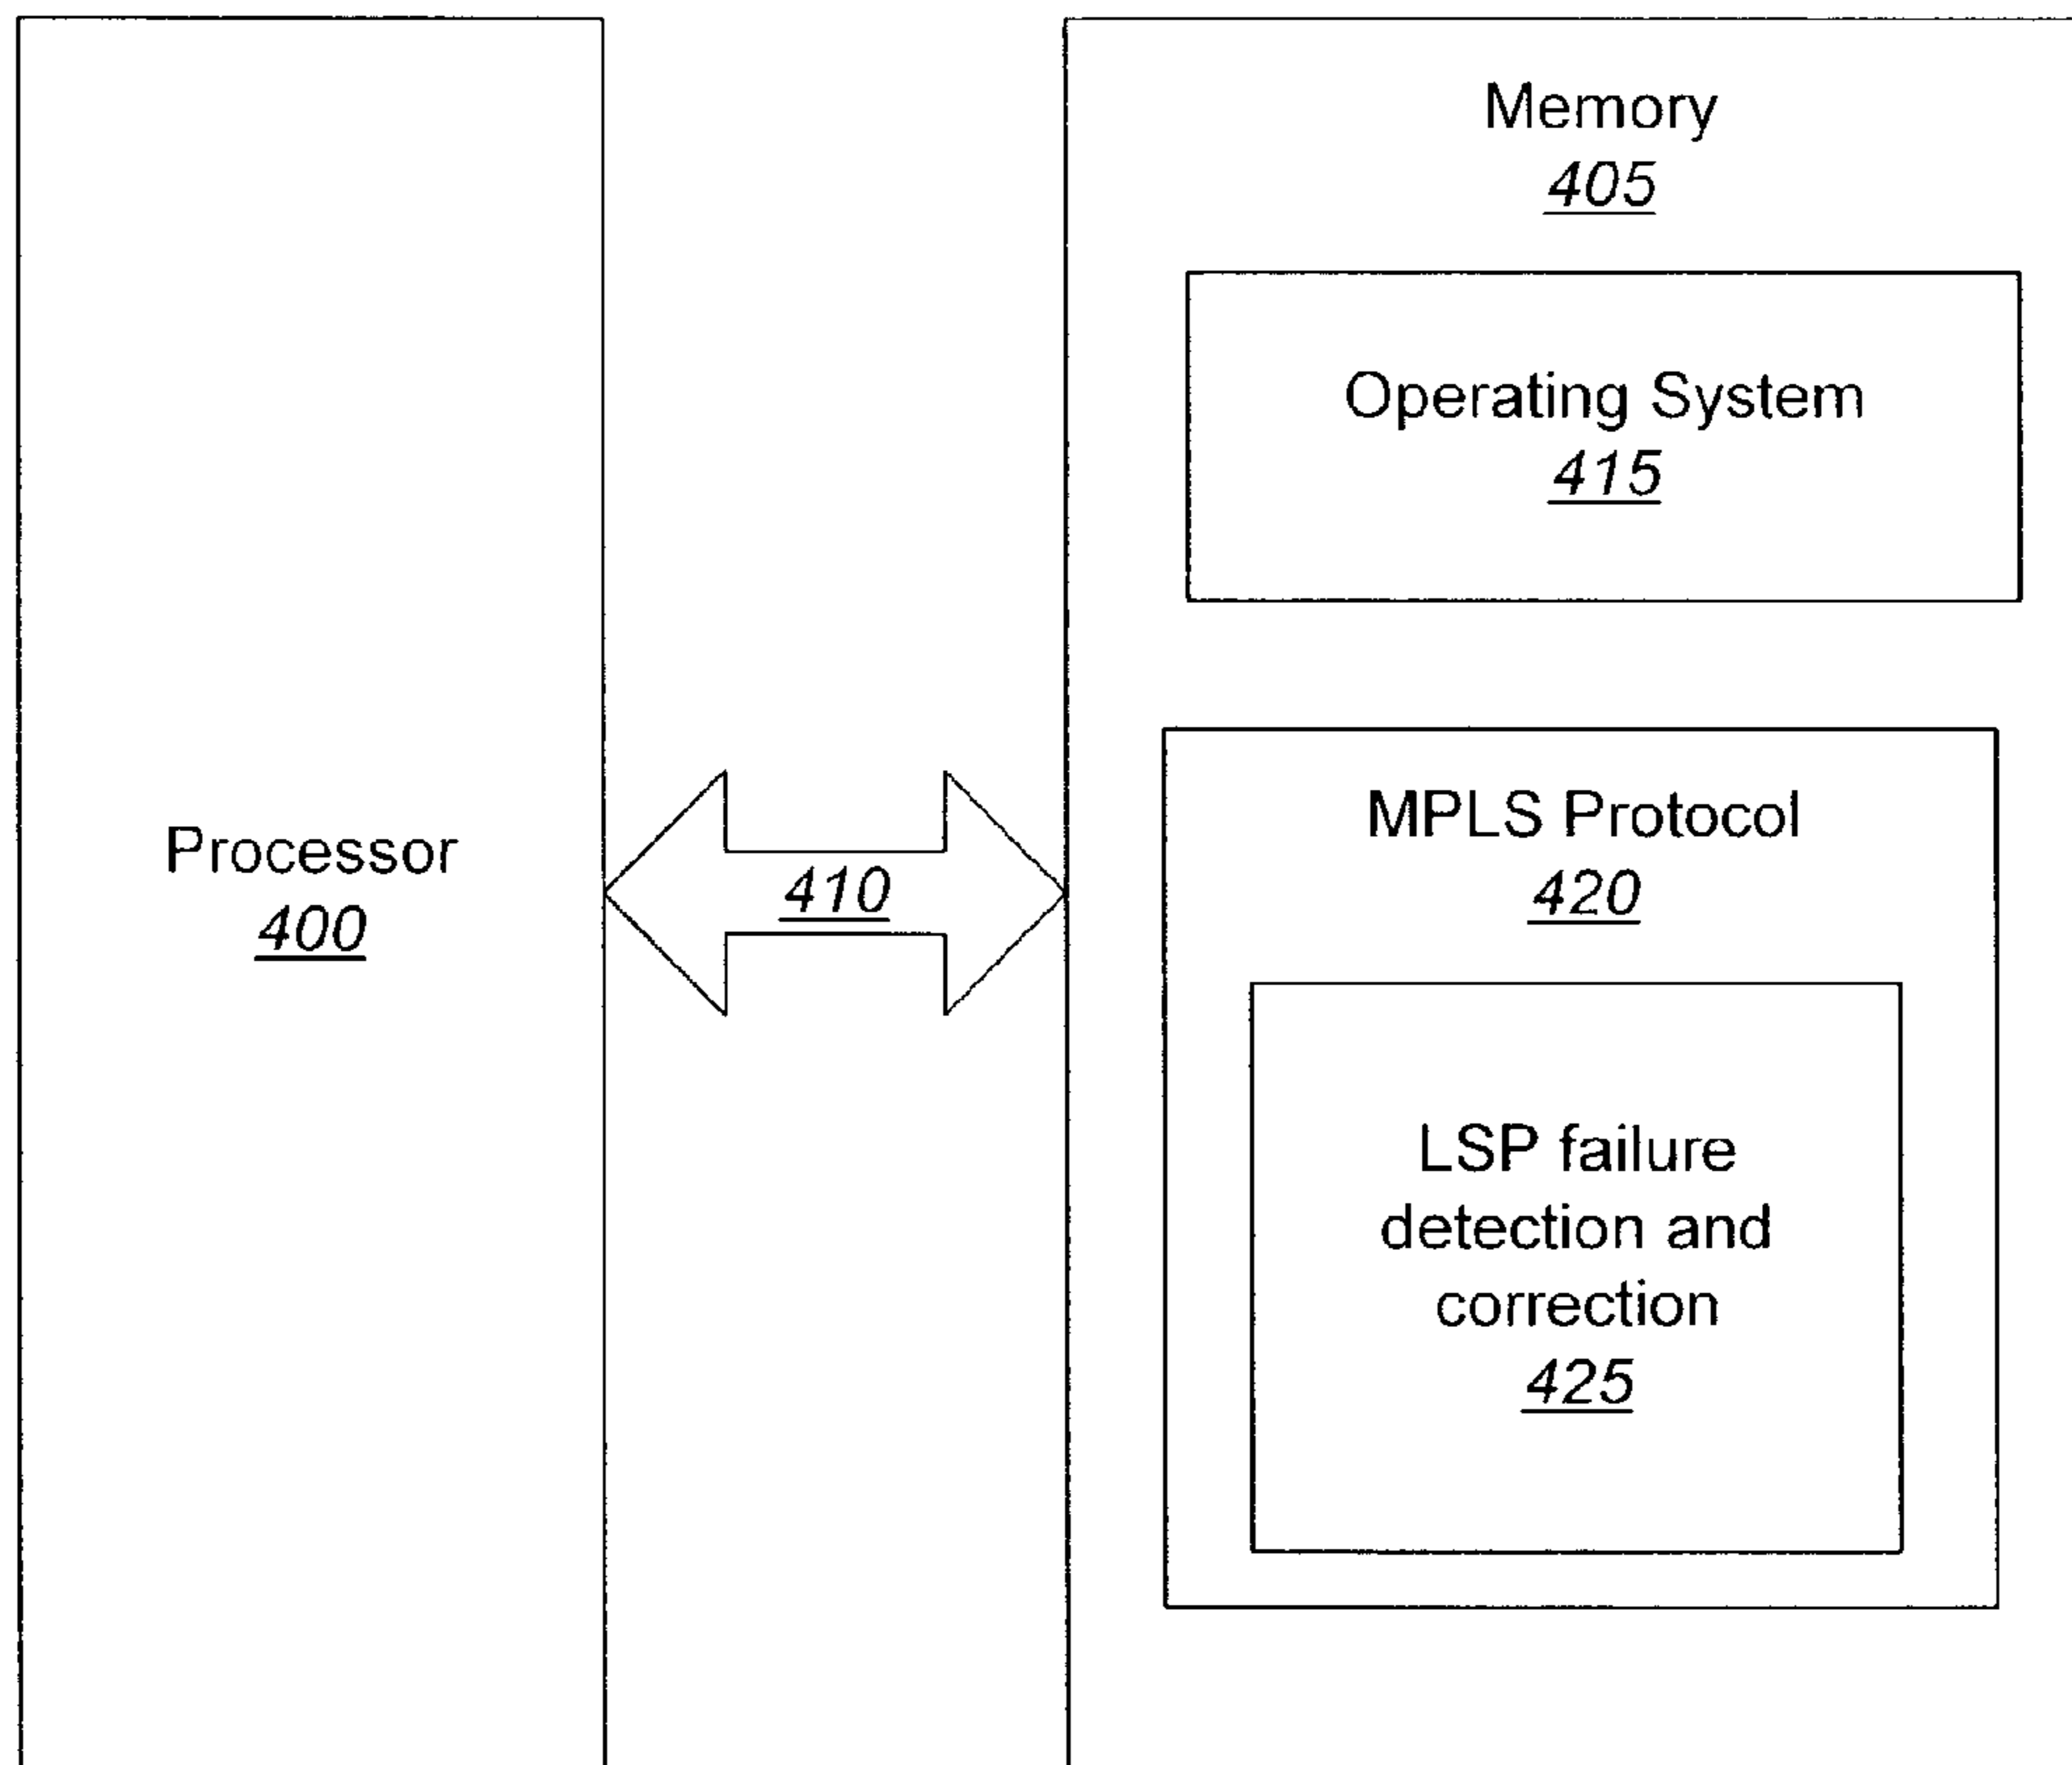 Processor
400
410
Memory
405
Operating System
415
MPLS Protocol
420
LSP failure
detection and
correction
425